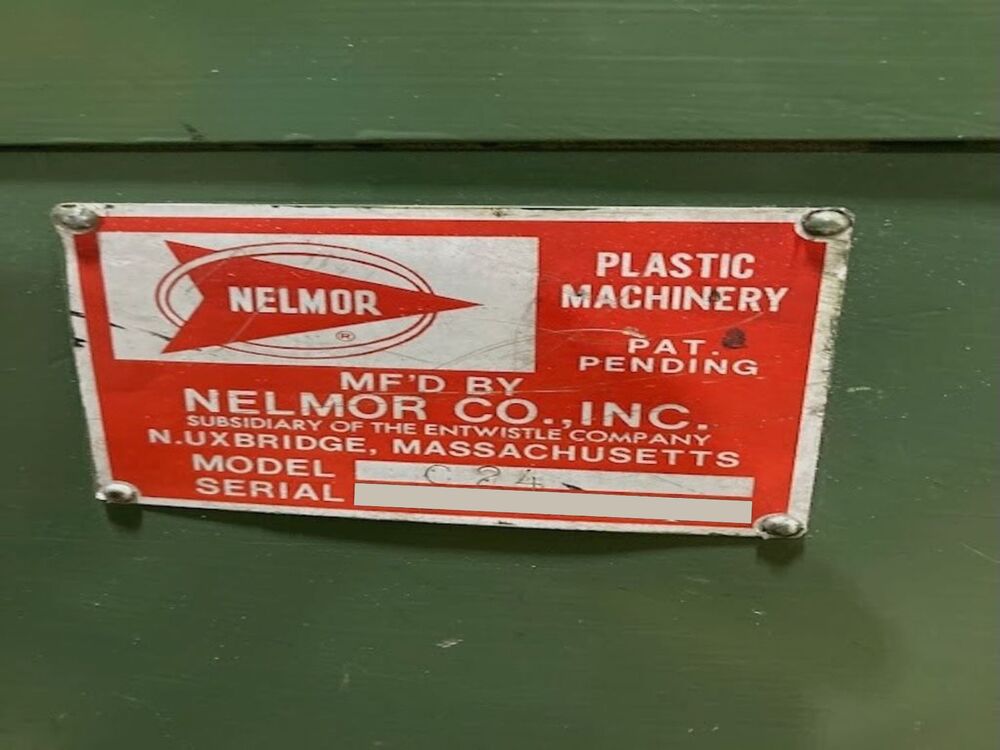 NELMOR
®
PLASTIC
MACHINERY
PAT.
PENDING
MF'D BY
NELMOR CO., INC.
SUBSIDIARY OF THE ENTWISTLE COMPANY
N. UXBRIDGE, MASSACHUSETTS
MODEL C 24
SERIAL